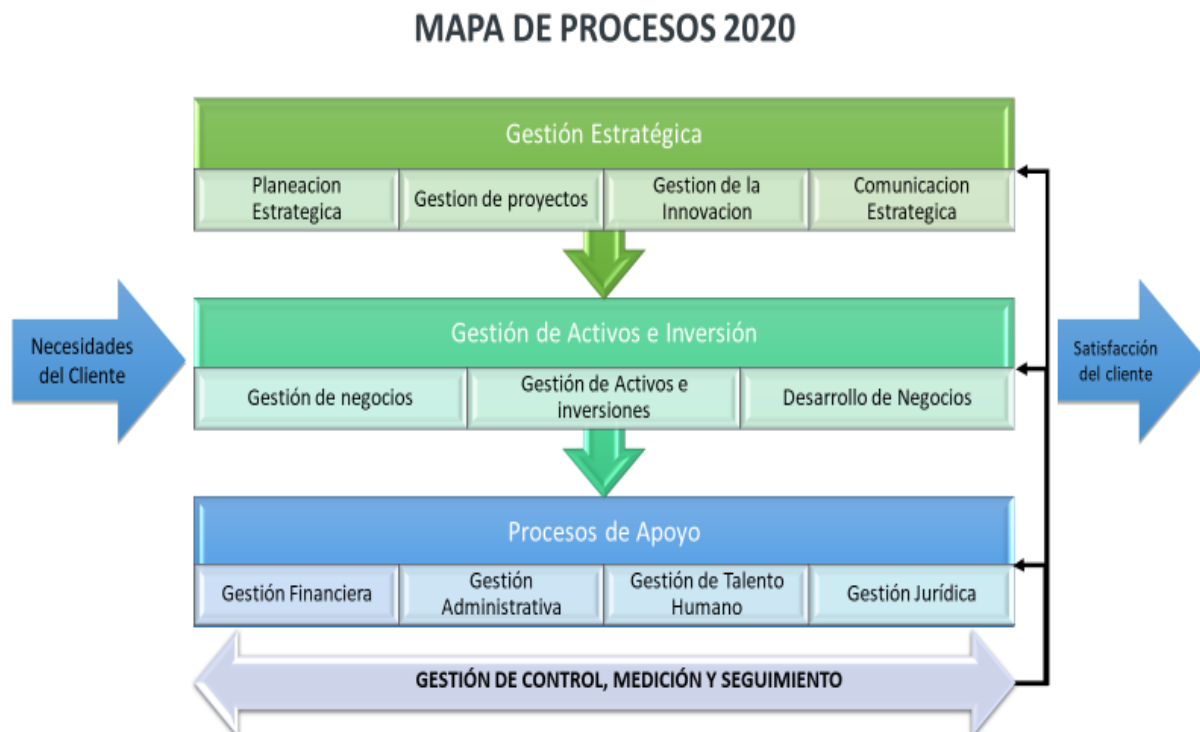 MAPA DE PROCESOS 2020
Gestión Estratégica
Planeacion
Estrategica
Gestion de proyectos
Gestion de la
Innovacion
Comunicacion
Estrategica
Necesidades
del Cliente
Gestión de Activos e Inversión
Gestión de negocios
Gestión de Activos e
inversiones
Desarrollo de Negocios
Satisfacción
del cliente
Procesos de Apoyo
Gestión Financiera
Gestión
Administrativa
Gestión de Talento
Humano
Gestión Jurídica
GESTIÓN DE CONTROL, MEDICIÓN Y SEGUIMIENTO